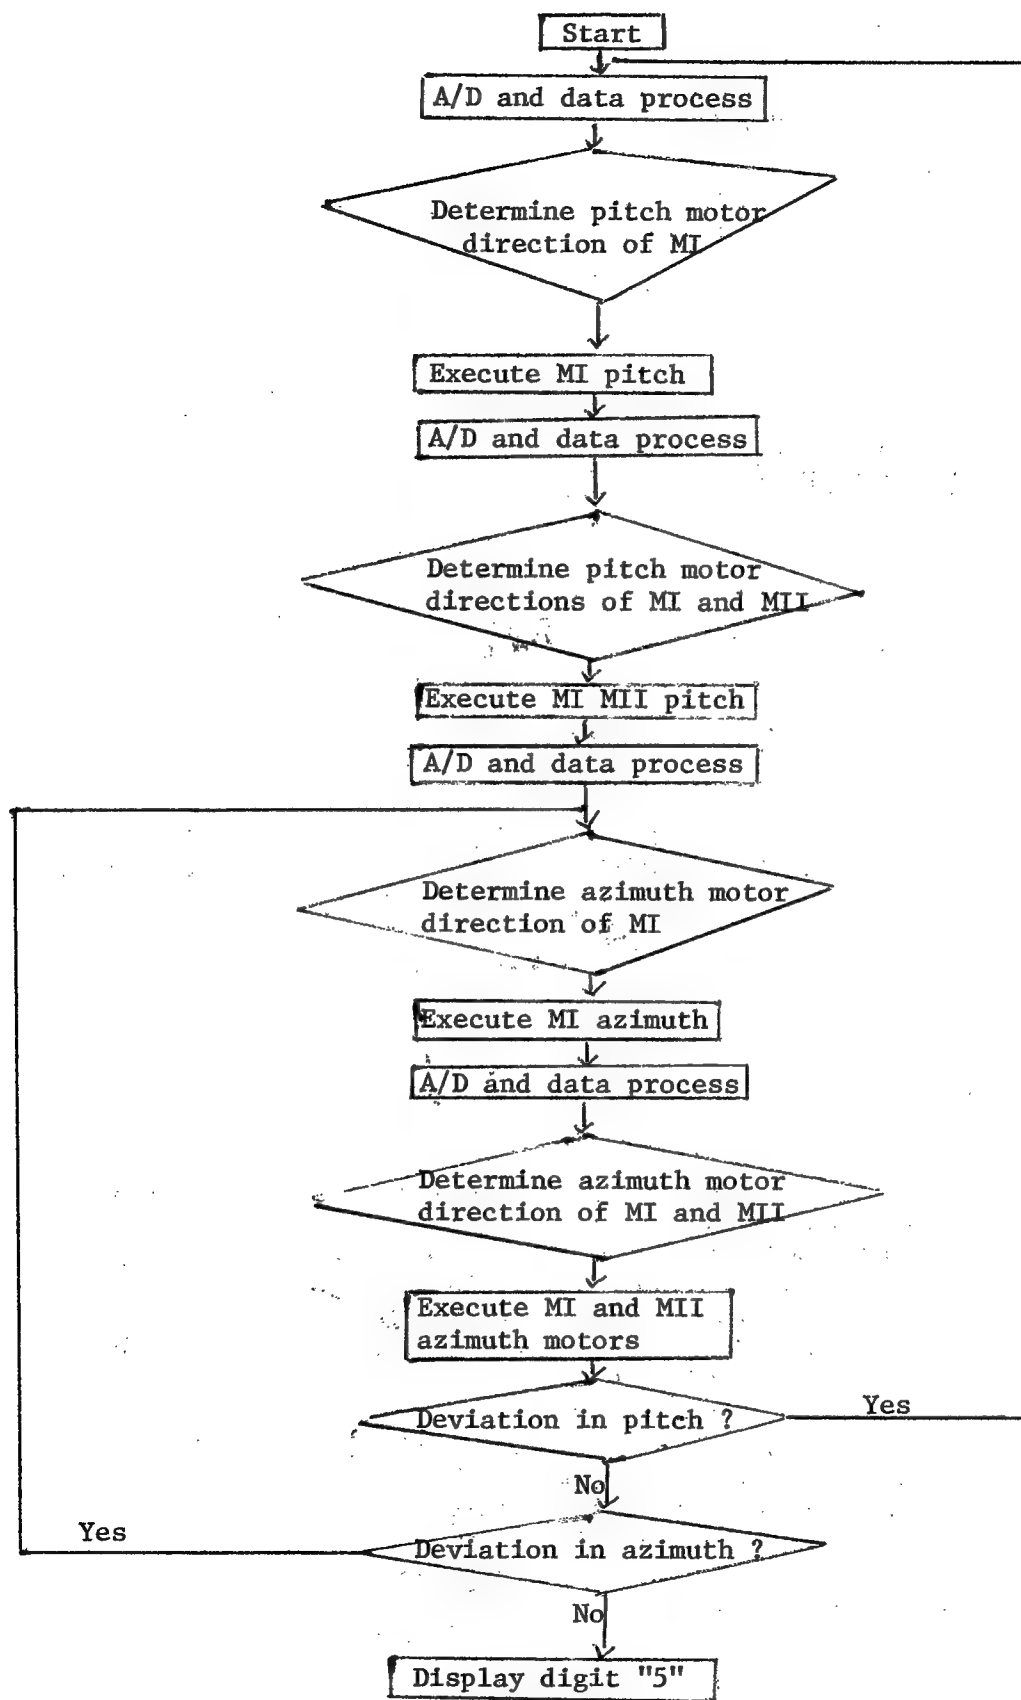 Start
A/D and data process
Determine pitch motor
direction of MI
Execute MI pitch
A/D and data process
Determine pitch motor
directions of MI and MII
Execute MI MII pitch
A/D and data process
Determine azimuth motor
direction of MI
Execute MI azimuth
A/D and data process
Determine azimuth motor
direction of MI and MII
Execute MI and MII
azimuth motors
Deviation in pitch ?
Yes
No
Deviation in azimuth ?
Yes
No
Display digit "5"